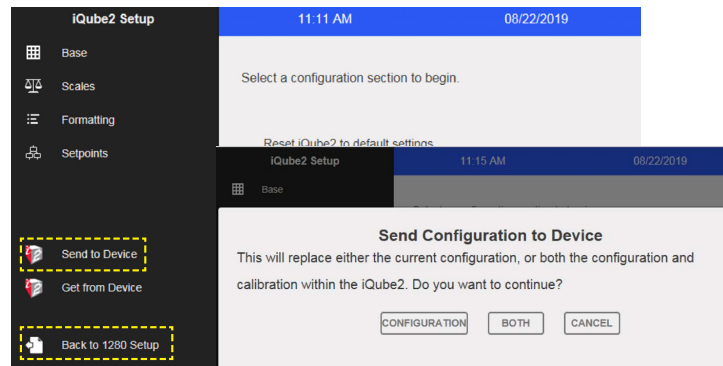 iQube2 Setup
11:11 AM
08/22/2019
Base
Scales
Formatting
Setpoints
Send to Device
Get from Device
Back to 1280 Setup
Select a configuration section to begin.
Reset iQube2 to default settings
iQube2 Setup
11:15 AM
08/22/2019
Base
Send Configuration to Device
This will replace either the current configuration, or both the configuration and
calibration within the iQube2. Do you want to continue?
CONFIGURATION
BOTH
CANCEL